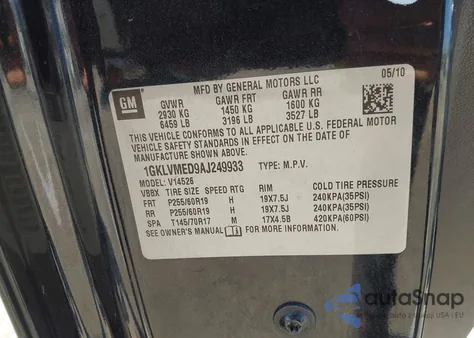 MFD BY GENERAL MOTORS LLC
05/10
GM
GVWR GAWR FRT GAWR RR
2930 KG 1450 KG 1600 KG
6459 LB 3196 LB 3527 LB
THIS VEHICLE CONFORMS TO ALL APPLICABLE U.S. FEDERAL MOTOR
VEHICLE SAFETY STANDARDS IN EFFECT ON THE DATE OF
MANUFACTURE SHOWN ABOVE.
1GKLVMED9AJ249933 TYPE: M.P.V.
MODEL: V14526
VBBX TIRE SIZE SPEED RTG RIM COLD TIRE PRESSURE
FRT P255/60R19 H 19X7.5J 240KPA(35PSI)
RR P255/60R19 H 19X7.5J 240KPA(35PSI)
SPA T145/70R17 M 17X4.5B 420KPA(60PSI)
SEE OWNER'S MANUAL FOR MORE INFORMATION.
autoSnap